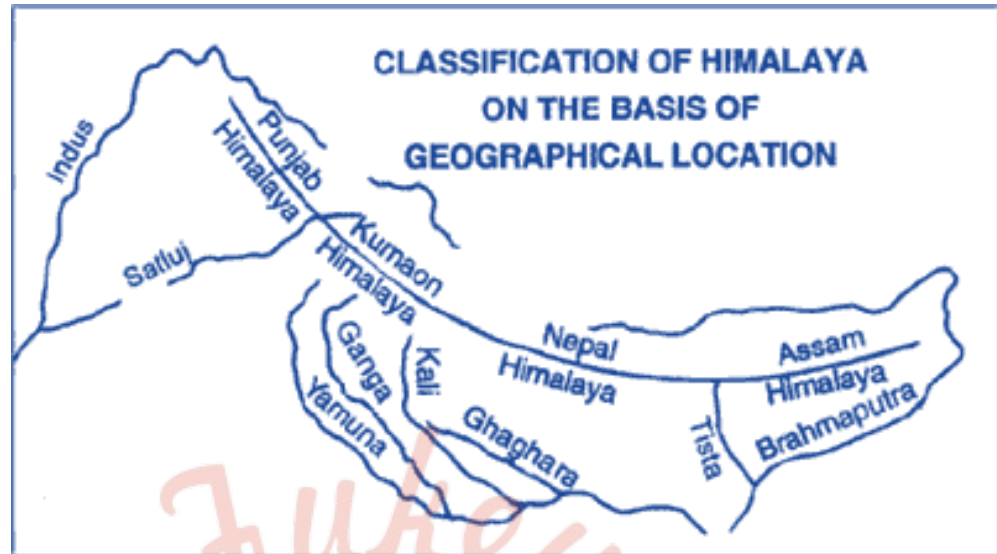 CLASSIFICATION OF HIMALAYA
ON THE BASIS OF
GEOGRAPHICAL LOCATION
Indus
Punjab
Himalaya
Satluj
Kumaon
Himalaya
Ganga
Yamuna
Kali
Ghaghara
Nepal
Himalaya
Tista
Assam
Himalaya
Brahmaputra